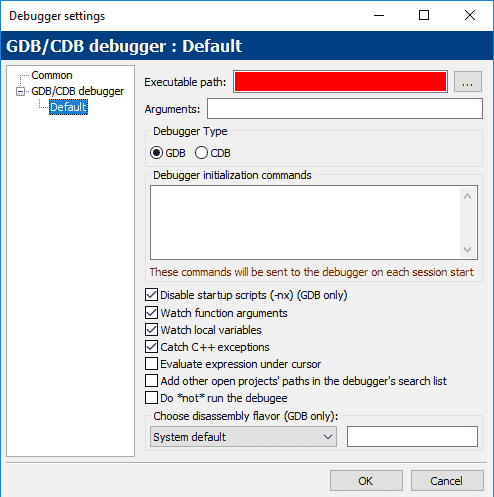 Debugger settings
GDB/CDB debugger : Default
Common
GDB/CDB debugger
Default
Executable path:
...
Arguments:
Debugger Type
GDB
CDB
Debugger initialization commands
These commands will be sent to the debugger on each session start
Disable startup scripts (-nx) (GDB only)
Watch function arguments
Watch local variables
Catch C++ exceptions
Evaluate expression under cursor
Add other open projects' paths in the debugger's search list
Do *not* run the debugee
Choose disassembly flavor (GDB only):
System default
OK
Cancel